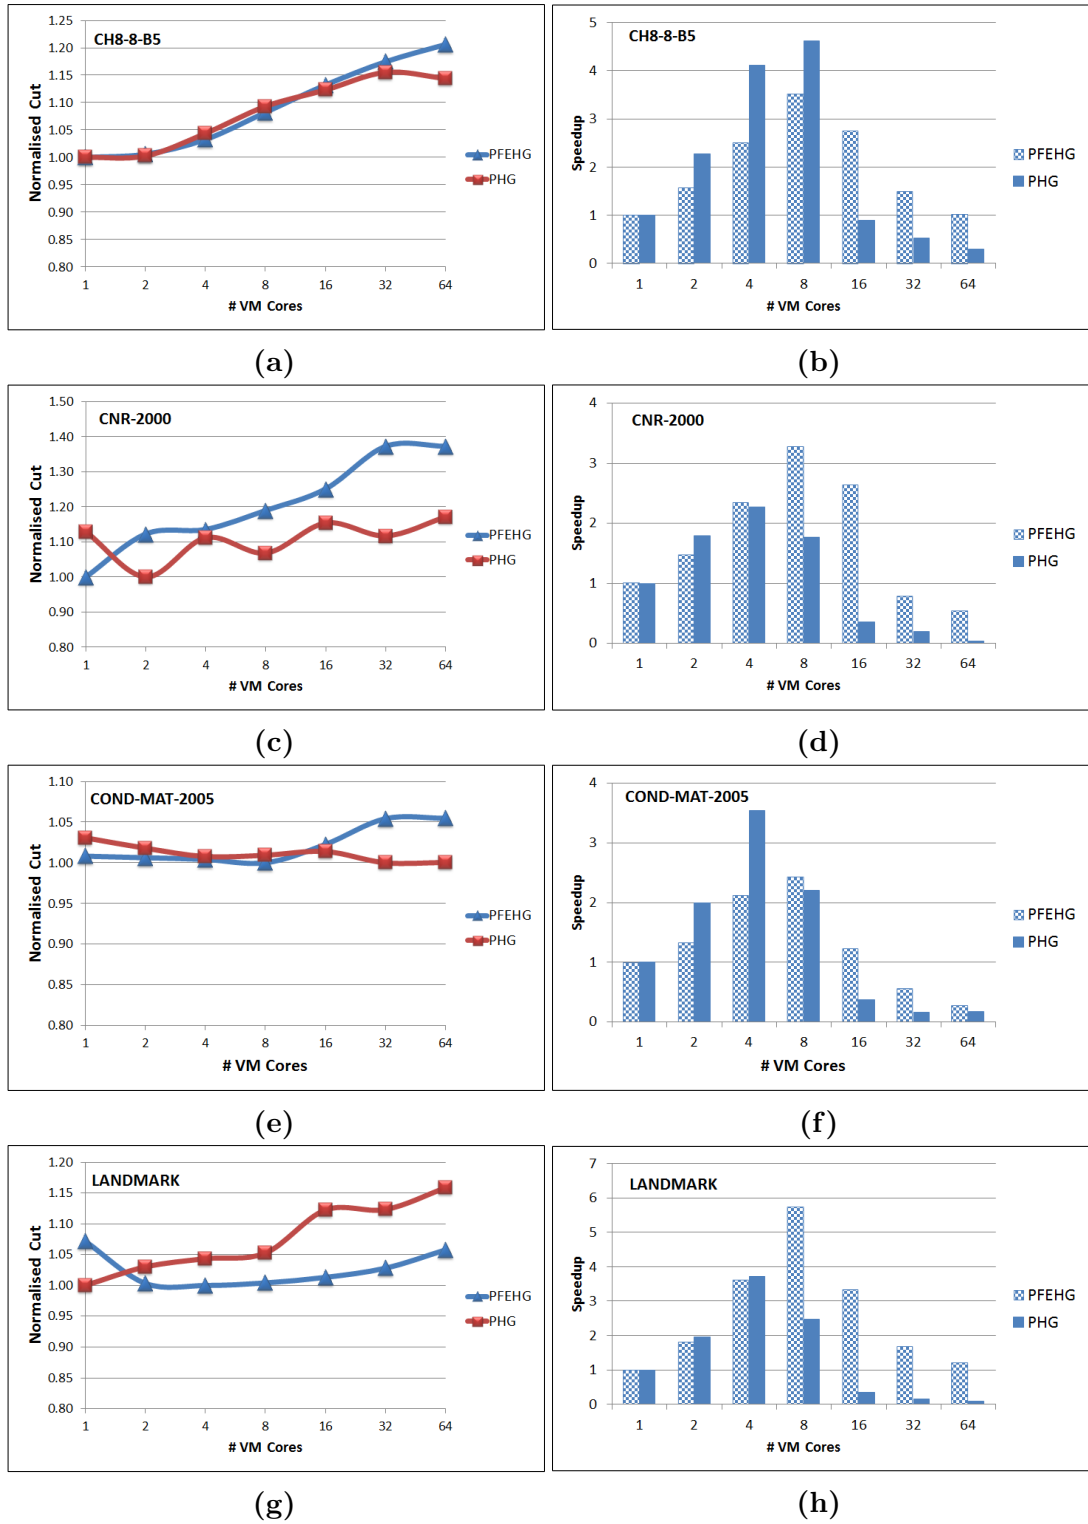 CH8-8-B5
Normalised Cut
1.25
1.20
1.15
1.10
1.05
1.00
0.95
0.90
0.85
0.80
1 2 4 8 16 32 64
# VM Cores
PFEHG
PHG
(a)
CH8-8-B5
Speedup
5
4
3
2
1
0
1 2 4 8 16 32 64
# VM Cores
PFEHG
PHG
(b)
CNR-2000
Normalised Cut
1.50
1.40
1.30
1.20
1.10
1.00
0.90
0.80
1 2 4 8 16 32 64
# VM Cores
PFEHG
PHG
(c)
CNR-2000
Speedup
4
3
2
1
0
1 2 4 8 16 32 64
# VM Cores
PFEHG
PHG
(d)
COND-MAT-2005
Normalised Cut
1.10
1.05
1.00
0.95
0.90
0.85
0.80
1 2 4 8 16 32 64
# VM Cores
PFEHG
PHG
(e)
COND-MAT-2005
Speedup
4
3
2
1
0
1 2 4 8 16 32 64
# VM Cores
PFEHG
PHG
(f)
LANDMARK
Normalised Cut
1.20
1.15
1.10
1.05
1.00
0.95
0.90
0.85
0.80
1 2 4 8 16 32 64
# VM Cores
PFEHG
PHG
(g)
LANDMARK
Speedup
7
6
5
4
3
2
1
0
1 2 4 8 16 32 64
# VM Cores
PFEHG
PHG
(h)